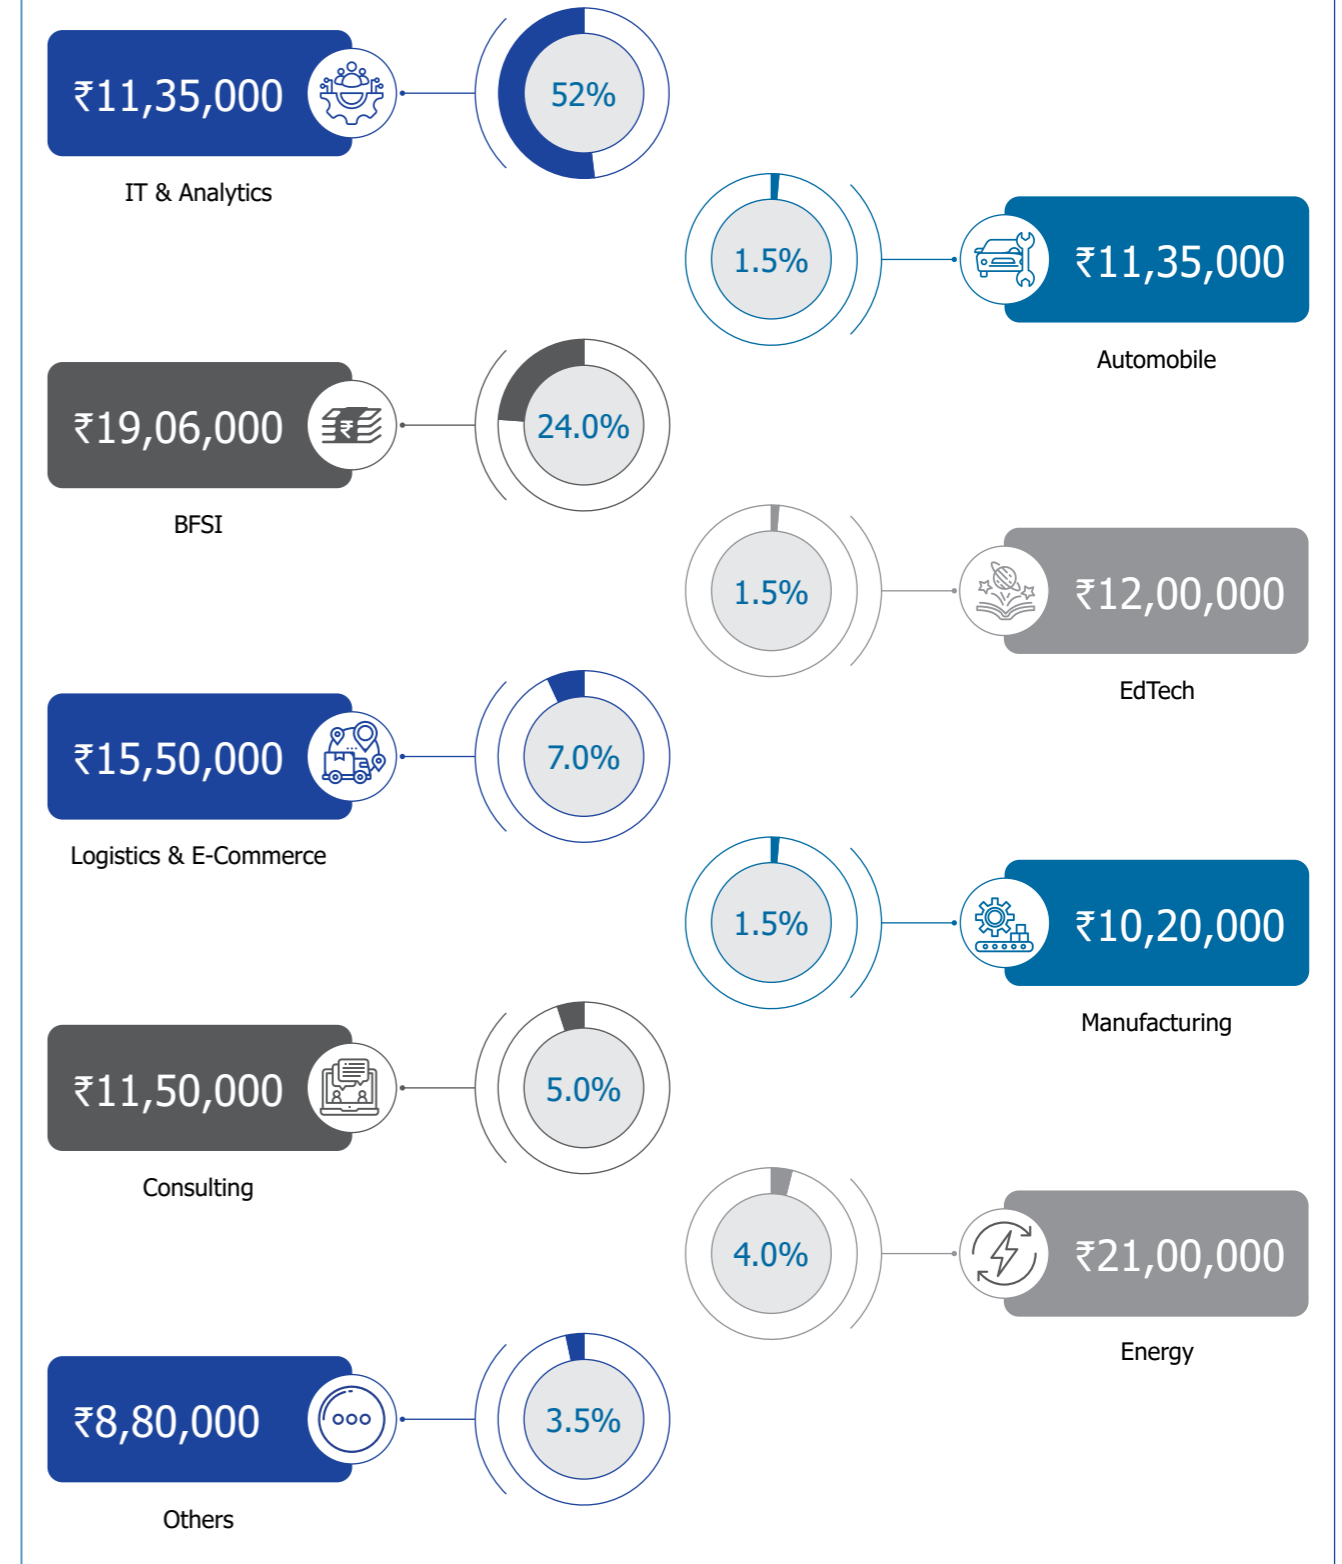 ₹11,35,000
52%
IT & Analytics
1.5%
₹11,35,000
Automobile
₹19,06,000
24.0%
BFSI
1.5%
₹12,00,000
EdTech
₹15,50,000
7.0%
Logistics & E-Commerce
1.5%
₹10,20,000
Manufacturing
₹11,50,000
5.0%
Consulting
4.0%
₹21,00,000
Energy
₹8,80,000
3.5%
Others